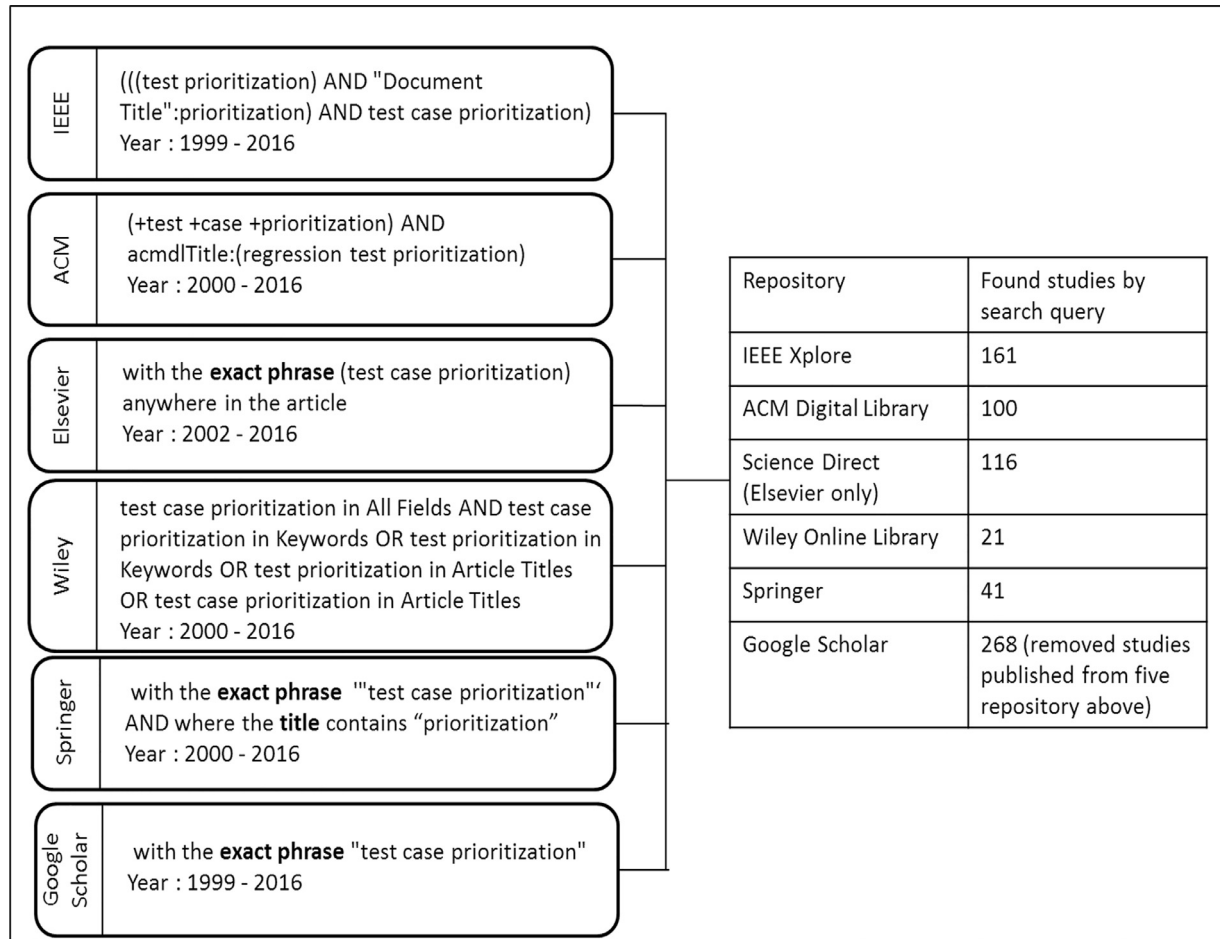 IEEE
(((test prioritization) AND "Document
Title":prioritization) AND test case prioritization)
Year : 1999 - 2016
ACM
(+test +case +prioritization) AND
acmdlTitle:(regression test prioritization)
Year : 2000 - 2016
Elsevier
with the exact phrase (test case prioritization)
anywhere in the article
Year : 2002 - 2016
Wiley
test case prioritization in All Fields AND test case
prioritization in Keywords OR test prioritization in
Keywords OR test prioritization in Article Titles
OR test case prioritization in Article Titles
Year : 2000 - 2016
Springer
with the exact phrase '"test case prioritization"‘
AND where the title contains “prioritization”
Year : 2000 - 2016
Google
Scholar
with the exact phrase "test case prioritization"
Year : 1999 - 2016
Repository
Found studies by
search query
IEEE Xplore
161
ACM Digital Library
100
Science Direct
(Elsevier only)
116
Wiley Online Library
21
Springer
41
Google Scholar
268 (removed studies
published from five
repository above)